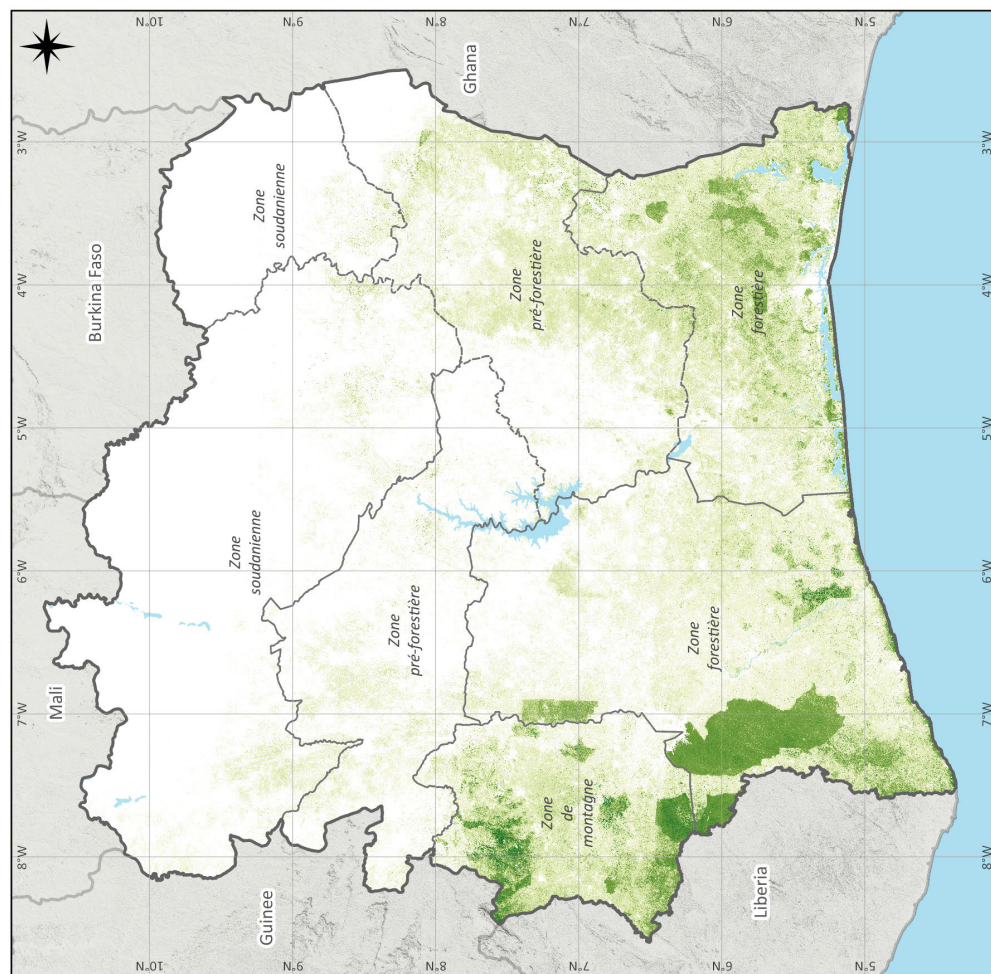 8°W
7°W
6°W
5°W
4°W
3°W
Mali
Burkina Faso
10°N
10°N
Zone
soudanienne
Zone
soudanienne
Guinee
9°N
9°N
Zone
pré-forestière
8°N
8°N
Ghana
Zone
pré-forestière
Zone
de
montagne
7°N
7°N
Zone
forestière
6°N
6°N
Zone
forestière
Liberia
5°N
5°N
8°W
7°W
6°W
5°W
4°W
3°W